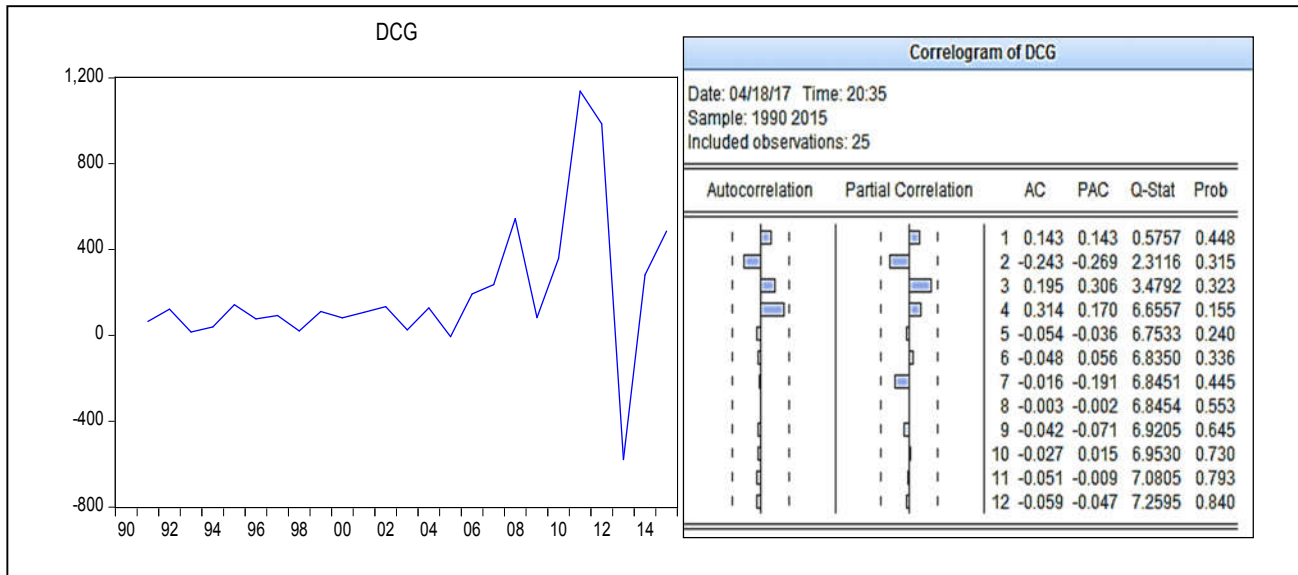 DCG
1,200
800
400
0
-400
-800
90 92 94 96 98 00 02 04 06 08 10 12 14
Correlogram of DCG
Date: 04/18/17 Time: 20:35
Sample: 1990 2015
Included observations: 25
Autocorrelation Partial Correlation AC PAC Q-Stat Prob
1 0.143 0.143 0.5757 0.448
2 -0.243 -0.269 2.3116 0.315
3 0.195 0.306 3.4792 0.323
4 0.314 0.170 6.6557 0.155
5 -0.054 -0.036 6.7533 0.240
6 -0.048 0.056 6.8350 0.336
7 -0.016 -0.191 6.8451 0.445
8 -0.003 -0.002 6.8454 0.553
9 -0.042 -0.071 6.9205 0.645
10 -0.027 0.015 6.9530 0.730
11 -0.051 -0.009 7.0805 0.793
12 -0.059 -0.047 7.2595 0.840